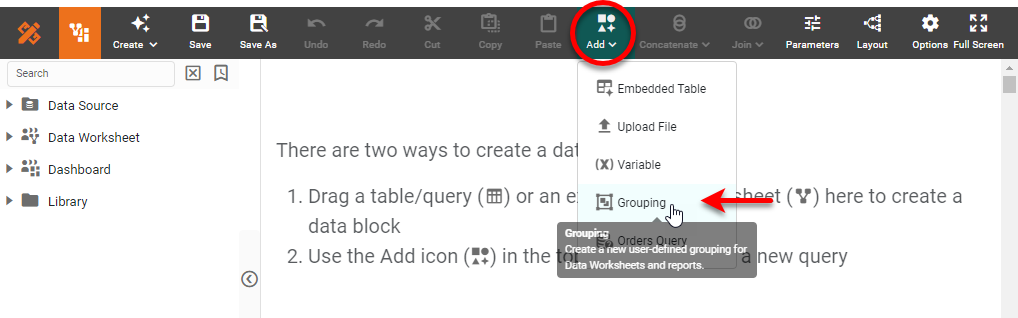 Create
Save
Save As
Undo
Redo
Cut
Copy
Paste
Add
Concatenate
Join
Parameters
Layout
Options
Full Screen
Search
Data Source
Data Worksheet
Dashboard
Library
There are two ways to create a dat
1. Drag a table/query ( ) or an ex sheet ( ) here to create a
data block
2. Use the Add icon ( ) in the to a new query
Embedded Table
Upload File
(X) Variable
Grouping
Orders Query
Grouping
Create a new user-defined grouping for
Data Worksheets and reports.